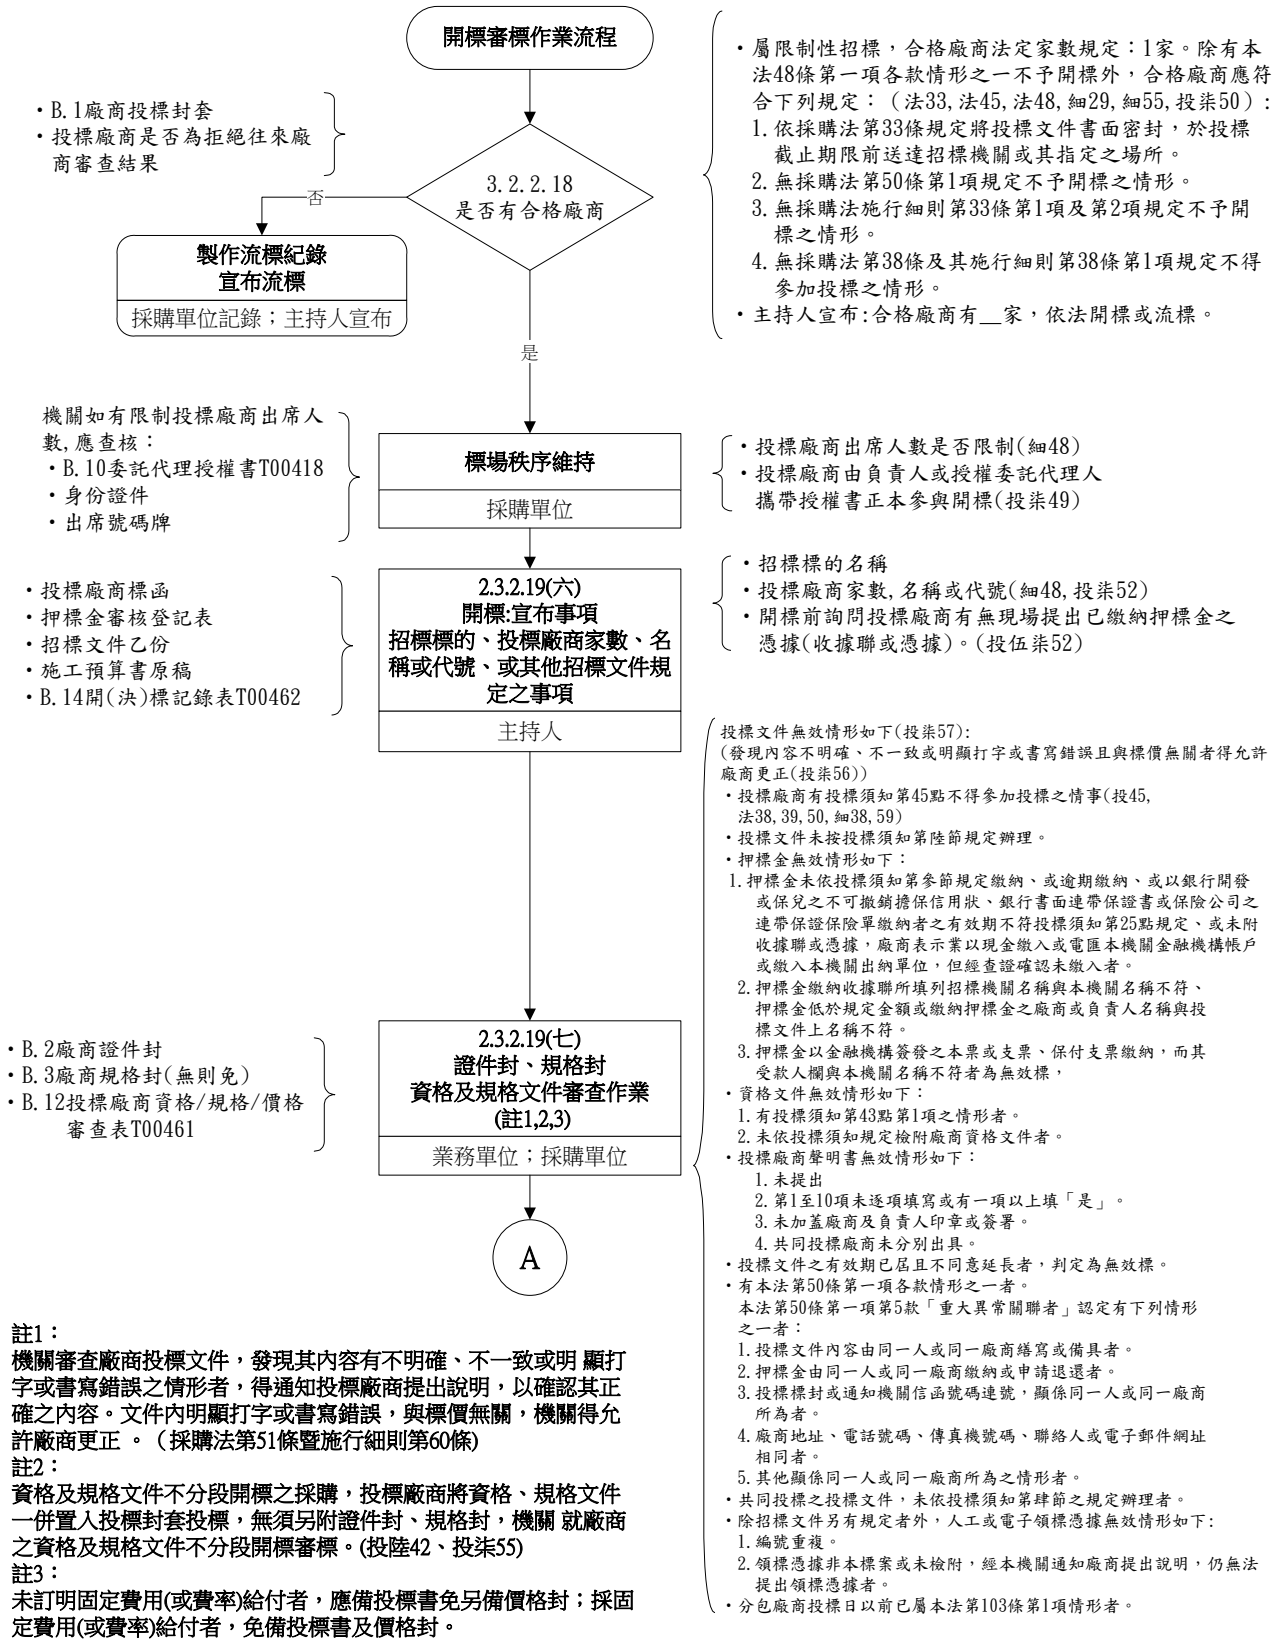 開標審標作業流程
・屬限制性招標，合格廠商法定家數規定：1家。除有本
法48條第一項各款情形之一不予開標外，合格廠商應符
合下列規定：（法33,法45,法48,細29,細55,投柒50）:
1.依採購法第33條規定將投標文件書面密封，於投標
截止期限前送達招標機關或其指定之場所。
2.無採購法第50條第1項規定不予開標之情形。
3.無採購法施行細則第33條第1項及第2項規定不予開
標之情形。
4.無採購法第38條及其施行細則第38條第1項規定不得
參加投標之情形。
・主持人宣布:合格廠商有__家，依法開標或流標。
・B.1廠商投標封套
・投標廠商是否為拒絕往來廠
商審查結果
3.2.2.18
是否有合格廠商
否
製作流標紀錄
宣布流標
採購單位記錄；主持人宣布
是
機關如有限制投標廠商出席人
數,應查核：
・B.10委託代理授權書T00418
・身份證件
・出席號碼牌
標場秩序維持
採購單位
・投標廠商出席人數是否限制(細48)
・投標廠商由負責人或授權委託代理人
攜帶授權書正本參與開標(投柒49)
・投標廠商標函
・押標金審核登記表
・招標文件乙份
・施工預算書原稿
・B.14開(決)標記錄表T00462
2.3.2.19(六)
開標:宣布事項
招標標的、投標廠商家數、名
稱或代號、或其他招標文件規
定之事項
主持人
・招標標的名稱
・投標廠商家數,名稱或代號(細48,投柒52)
・開標前詢問投標廠商有無現場提出已繳納押標金之
憑據(收據聯或憑據)。(投伍柒52)
・B.2廠商證件封
・B.3廠商規格封(無則免)
・B.12投標廠商資格/規格/價格
審查表T00461
2.3.2.19(七)
證件封、規格封
資格及規格文件審查作業
(註1,2,3)
業務單位；採購單位
A
投標文件無效情形如下(投柒57):
(發現內容不明確、不一致或明顯打字或書寫錯誤且與標價無關者得允許
廠商更正(投柒56))
・投標廠商有投標須知第45點不得參加投標之情事(投45,
法38,39,50,細38,59)
・投標文件未按投標須知第陸節規定辦理。
・押標金無效情形如下：
1.押標金未依投標須知第參節規定繳納、或逾期繳納、或以銀行開發
或保兌之不可撤銷擔保信用狀、銀行書面連帶保證書或保險公司之
連帶保證保險單繳納者之有效期不符投標須知第25點規定、或未附
收據聯或憑據，廠商表示業以現金繳入或電匯本機關金融機構帳戶
或繳入本機關出納單位，但經查證確認未繳入者。
2.押標金繳納收據聯所填列招標機關名稱與本機關名稱不符、
押標金低於規定金額或繳納押標金之廠商或負責人名稱與投
標文件上名稱不符。
3.押標金以金融機構簽發之本票或支票、保付支票繳納，而其
受款人欄與本機關名稱不符者為無效標，
・資格文件無效情形如下：
1.有投標須知第43點第1項之情形者。
2.未依投標須知規定檢附廠商資格文件者。
・投標廠商聲明書無效情形如下：
1.未提出
2.第1至10項未逐項填寫或有一項以上填「是」。
3.未加蓋廠商及負責人印章或簽署。
4.共同投標廠商未分別出具。
・投標文件之有效期已屆且不同意延長者，判定為無效標。
・有本法第50條第一項各款情形之一者。
本法第50條第一項第5款「重大異常關聯者」認定有下列情形
之一者：
1.投標文件內容由同一人或同一廠商繕寫或備具者。
2.押標金由同一人或同一廠商繳納或申請退還者。
3.投標標封或通知機關信函號碼連號，顯係同一人或同一廠商
所為者。
4.廠商地址、電話號碼、傳真機號碼、聯絡人或電子郵件網址
相同者。
5.其他顯係同一人或同一廠商所為之情形者。
・共同投標之投標文件，未依投標須知第肆節之規定辦理者。
・除招標文件另有規定者外，人工或電子領標憑據無效情形如下:
1.編號重複。
2.領標憑據非本標案或未檢附，經本機關通知廠商提出說明，仍無法
提出領標憑據者。
・分包廠商投標日以前已屬本法第103條第1項情形者。
註1：
機關審查廠商投標文件，發現其內容有不明確、不一致或明 顯打
字或書寫錯誤之情形者，得通知投標廠商提出說明，以確認其正
確之內容。文件內明顯打字或書寫錯誤，與標價無關，機關得允
許廠商更正 。（採購法第51條暨施行細則第60條)
註2：
資格及規格文件不分段開標之採購，投標廠商將資格、規格文件
一併置入投標封套投標，無須另附證件封、規格封，機關 就廠商
之資格及規格文件不分段開標審標。(投陸42、投柒55)
註3：
未訂明固定費用(或費率)給付者，應備投標書免另備價格封；採固
定費用(或費率)給付者，免備投標書及價格封。